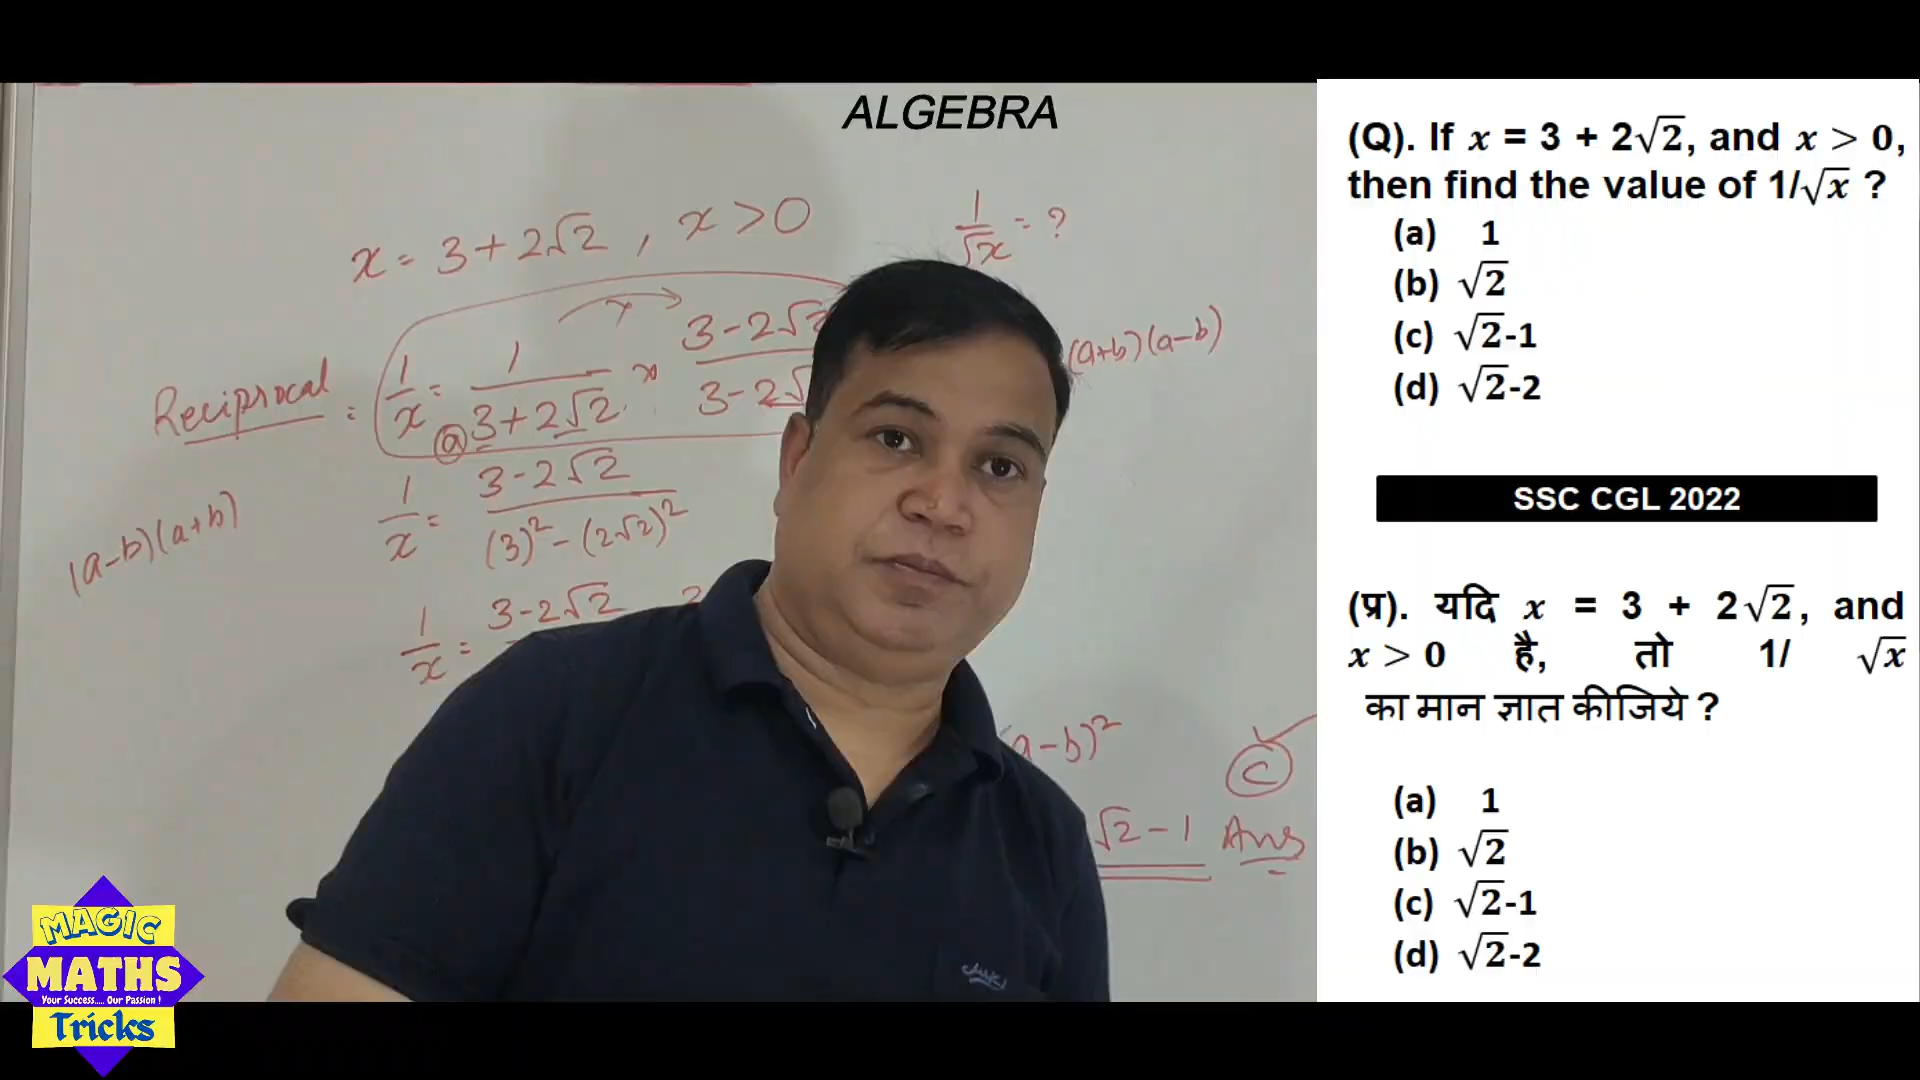 ALGEBRA
x = 3 + 2√2 , x > 0
1/√x = ?
Reciprocal = 1/x = 1/(3 + 2√2) × (3 - 2√2)/(3 - 2√
(a+b)(a-b)
a
1/x = (3 - 2√2)/((3)² - (2√2)²)
(a-b)(a+b)
1/x = 3 - 2√2
(a-b)²
C
√2 - 1 Ans
(Q). If x = 3 + 2√2, and x > 0,
then find the value of 1/√x ?
(a) 1
(b) √2
(c) √2-1
(d) √2-2
SSC CGL 2022
(प्र). यदि x = 3 + 2√2, and
x > 0 है, तो 1/ √x
का मान ज्ञात कीजिये ?
(a) 1
(b) √2
(c) √2-1
(d) √2-2
MAGIC
MATHS
Your Success..... Our Passion !
Tricks